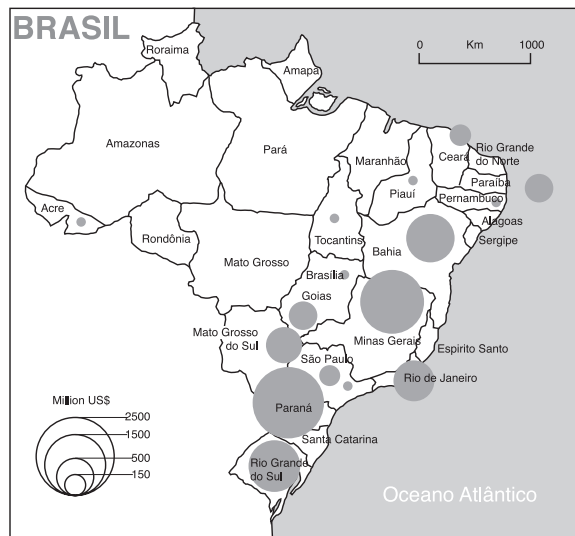 BRASIL
Roraima
Amapa
0 Km 1000
Amazonas
Pará
Maranhão
Ceará
Rio Grande
do Norte
Paraíba
Piauí
Pernambuco
Acre
Alagoas
Rondônia
Tocantins
Sergipe
Bahia
Mato Grosso
Brasília
Goias
Mato Grosso
do Sul
Minas Gerais
Espirito Santo
São Paulo
Rio de Janeiro
Million US$
2500
1500
500
150
Paraná
Santa Catarina
Rio Grande
do Sul
Oceano Atlântico